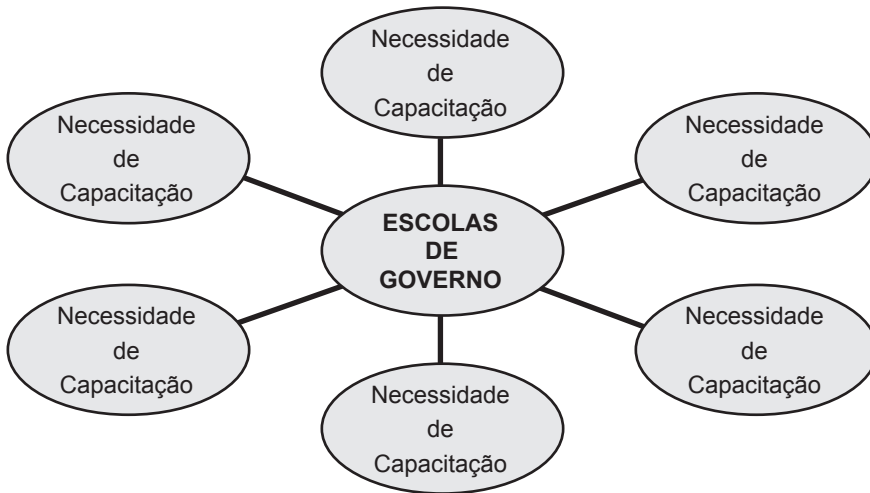 Necessidade
de
Capacitação
Necessidade
de
Capacitação
Necessidade
de
Capacitação
ESCOLAS
DE
GOVERNO
Necessidade
de
Capacitação
Necessidade
de
Capacitação
Necessidade
de
Capacitação